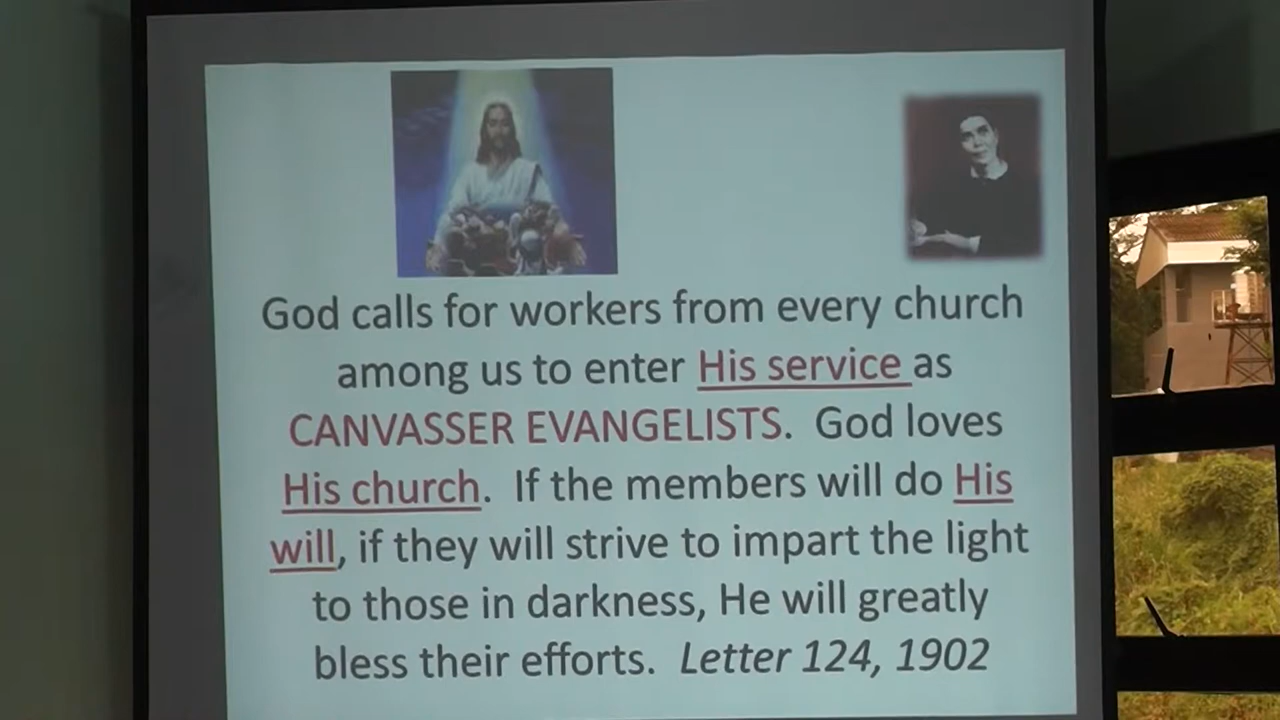 God calls for workers from every church
among us to enter His service as
CANVASSER EVANGELISTS. God loves
His church. If the members will do His
will, if they will strive to impart the light
to those in darkness, He will greatly
bless their efforts. Letter 124, 1902